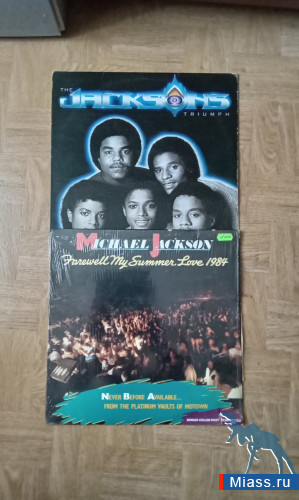 THE
JACKSONS
TRIUMPH
MICHAEL JACKSON
Farewell My Summer Love 1984
NEVER BEFORE AVAILABLE...
FROM THE PLATINUM VAULTS OF MOTOWN
Miass.ru